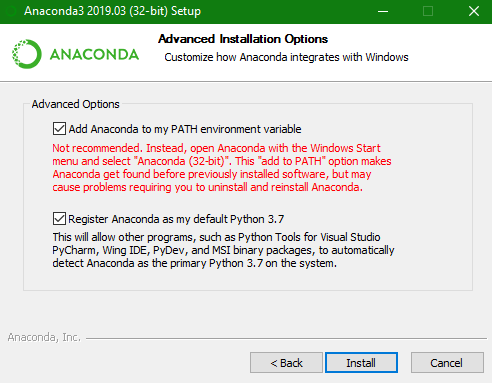 Anaconda3 2019.03 (32-bit) Setup
ANACONDA
Advanced Installation Options
Customize how Anaconda integrates with Windows
Advanced Options
Add Anaconda to my PATH environment variable
Not recommended. Instead, open Anaconda with the Windows Start
menu and select "Anaconda (32-bit)". This "add to PATH" option makes
Anaconda get found before previously installed software, but may
cause problems requiring you to uninstall and reinstall Anaconda.
Register Anaconda as my default Python 3.7
This will allow other programs, such as Python Tools for Visual Studio
PyCharm, Wing IDE, PyDev, and MSI binary packages, to automatically
detect Anaconda as the primary Python 3.7 on the system.
Anaconda, Inc.
< Back
Install
Cancel